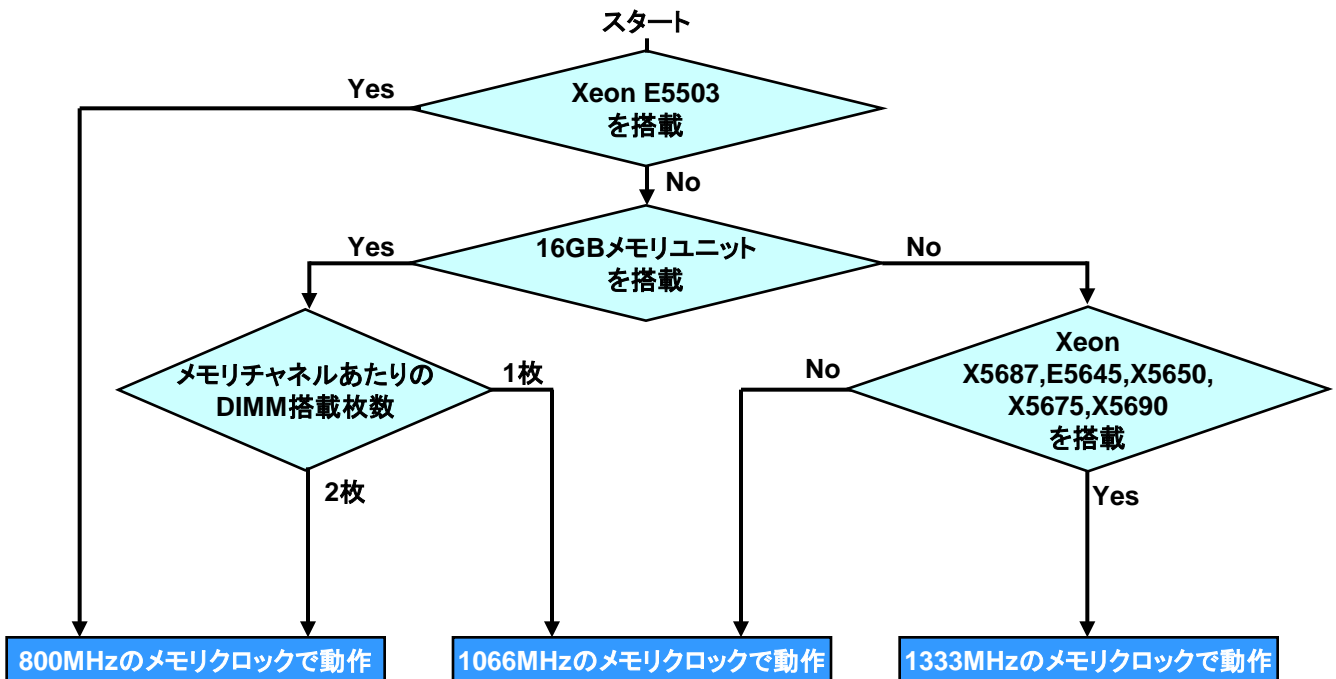 スタート
Yes
Xeon E5503
を搭載
No
Yes
16GBメモリユニット
を搭載
No
メモリチャネルあたりの
DIMM搭載枚数
1枚
No
Xeon
X5687,E5645,X5650,
X5675,X5690
を搭載
2枚
Yes
800MHzのメモリクロックで動作
1066MHzのメモリクロックで動作
1333MHzのメモリクロックで動作